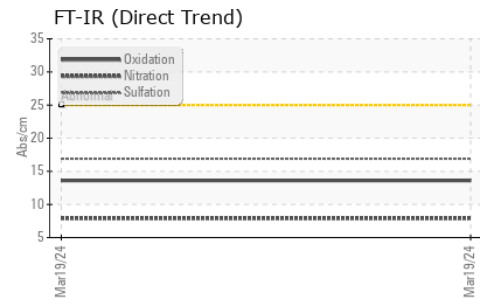 FT-IR (Direct Trend)
35
30
25
20
15
10
5
Abs/cm
Oxidation
Nitration
Sulfation
Abnormal
Mar19/24
Mar19/24